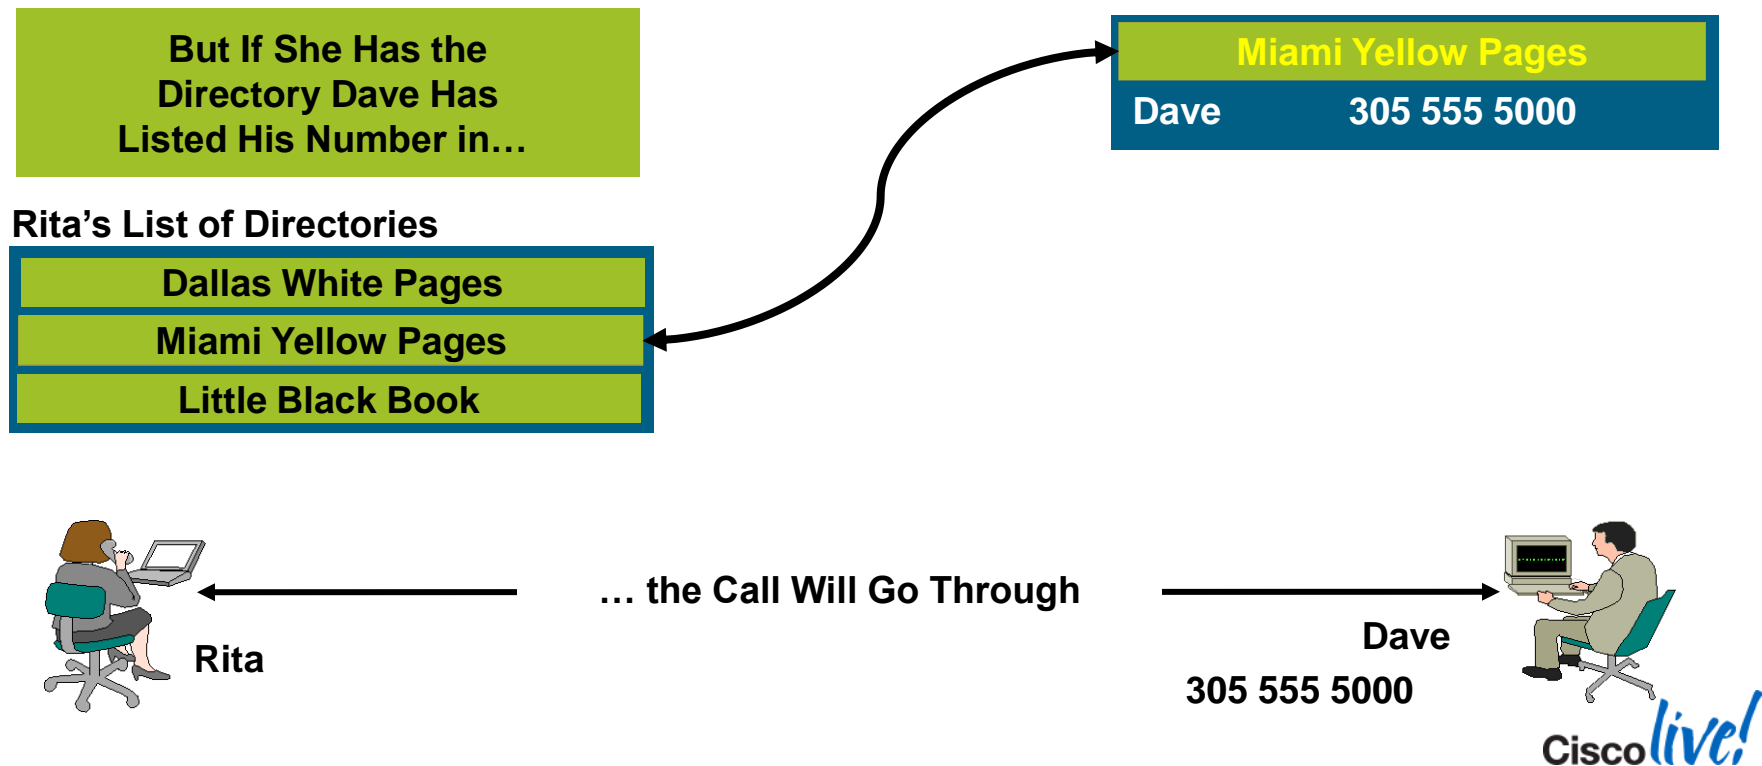 But If She Has the
Directory Dave Has
Listed His Number in…
Miami Yellow Pages
Dave 305 555 5000
Rita’s List of Directories
Dallas White Pages
Miami Yellow Pages
Little Black Book
… the Call Will Go Through
Rita
Dave
305 555 5000
Cisco live!